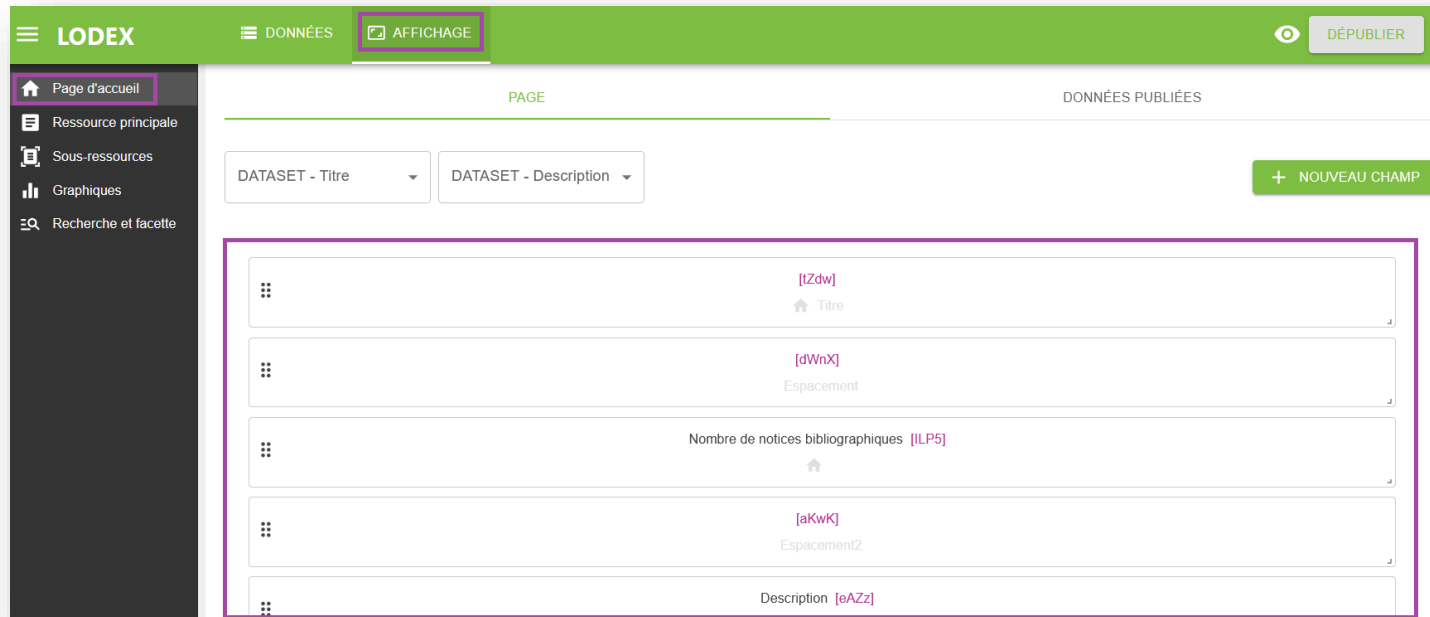 LODEX
DONNÉES
AFFICHAGE
DÉPUBLIER
Page d'accueil
Ressource principale
Sous-ressources
Graphiques
Recherche et facette
PAGE
DONNÉES PUBLIÉES
DATASET - Titre
DATASET - Description
+ NOUVEAU CHAMP
[tZdw]
Titre
[dWnX]
Espacement
Nombre de notices bibliographiques [ILP5]
[aKwK]
Espacement2
Description [eAZz]